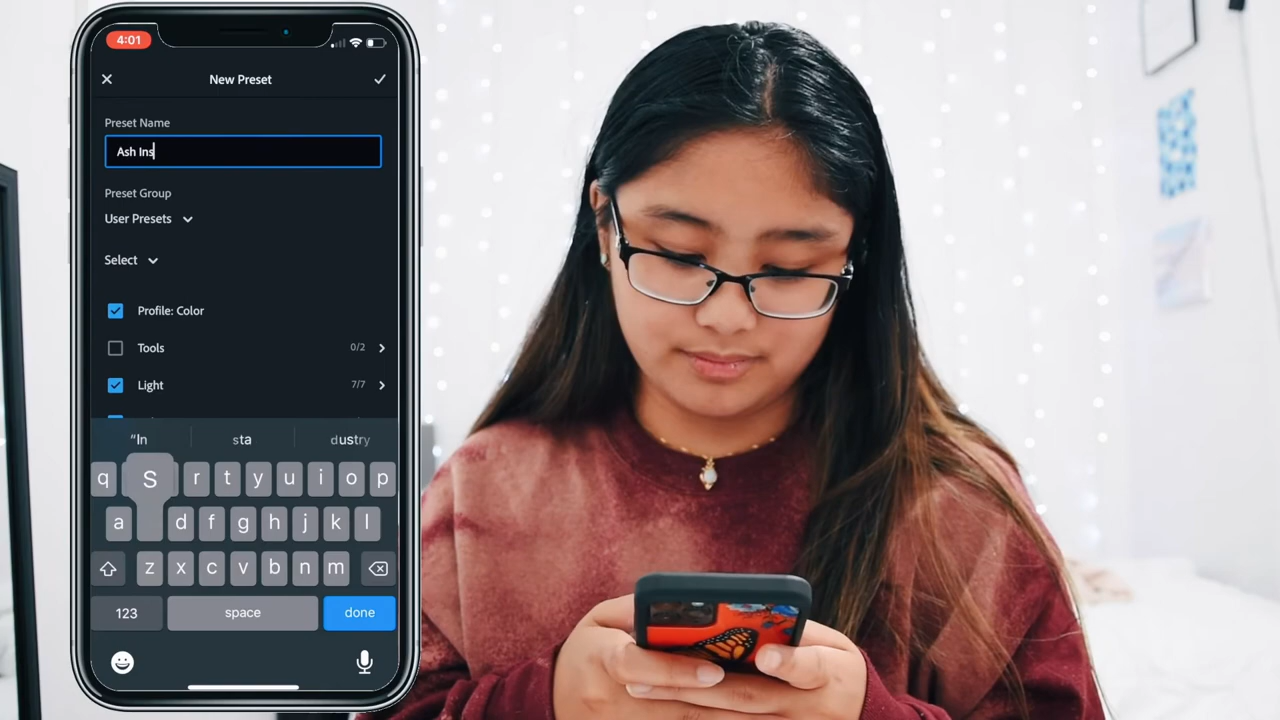 4:01
New Preset
Preset Name
Ash Ins
Preset Group
User Presets
Select
Profile: Color
Tools 0/2
Light 7/7
“In sta dustry
q S r t y u i o p
a d f g h j k l
z x c v b n m
123 space done